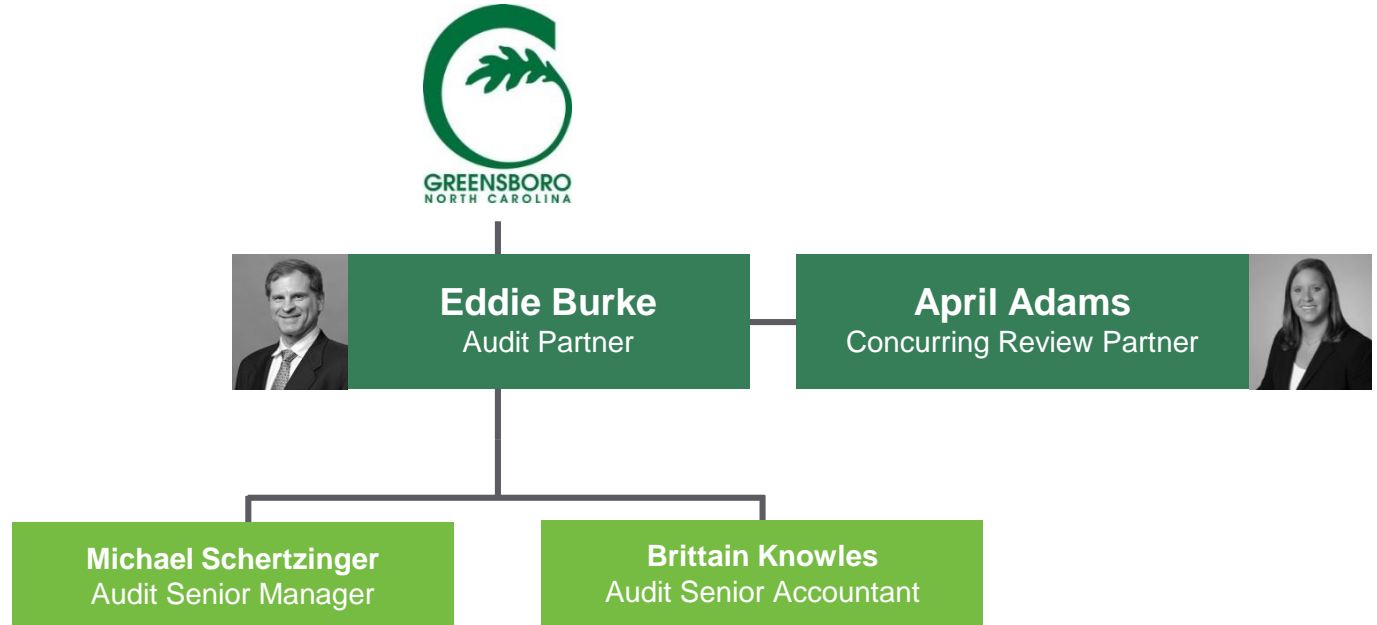 GREENSBORO
NORTH CAROLINA
Eddie Burke
Audit Partner
April Adams
Concurring Review Partner
Michael Schertzinger
Audit Senior Manager
Brittain Knowles
Audit Senior Accountant